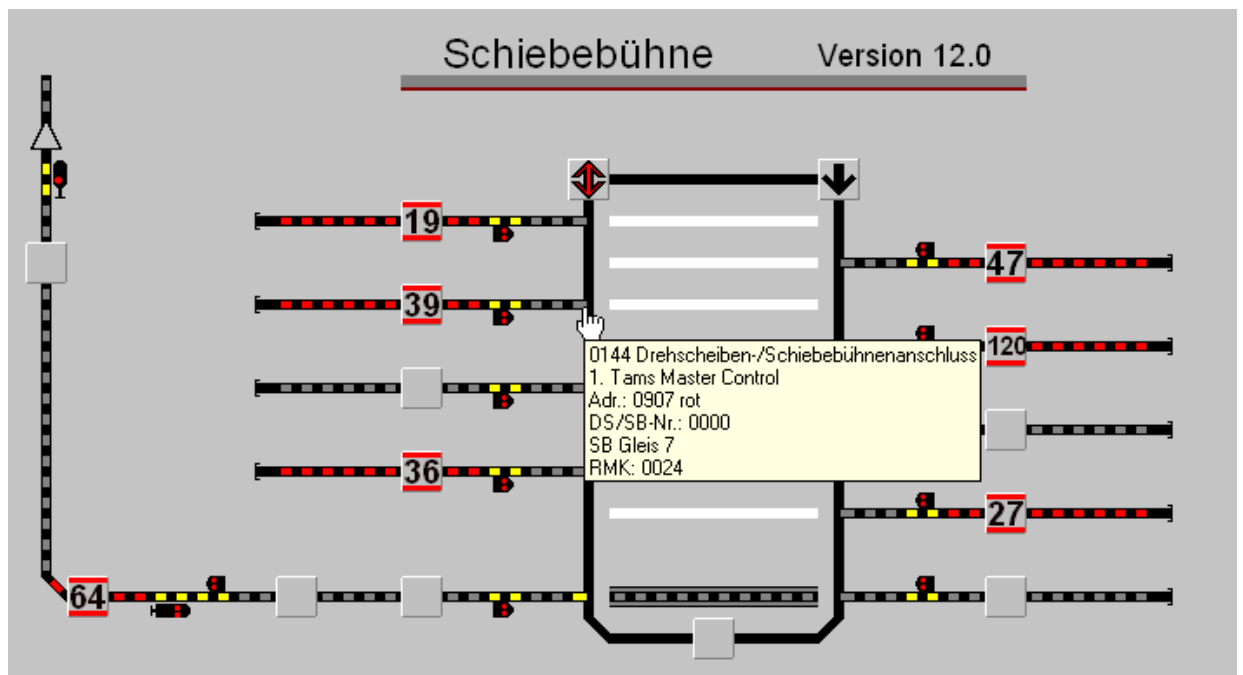 Schiebebühne Version 12.0
19
47
39
120
0144 Drehscheiben-/Schiebebühnenanschluss
1. Tams Master Control
Adr.: 0907 rot
DS/SB-Nr.: 0000
SB Gleis 7
RMK: 0024
36
27
64